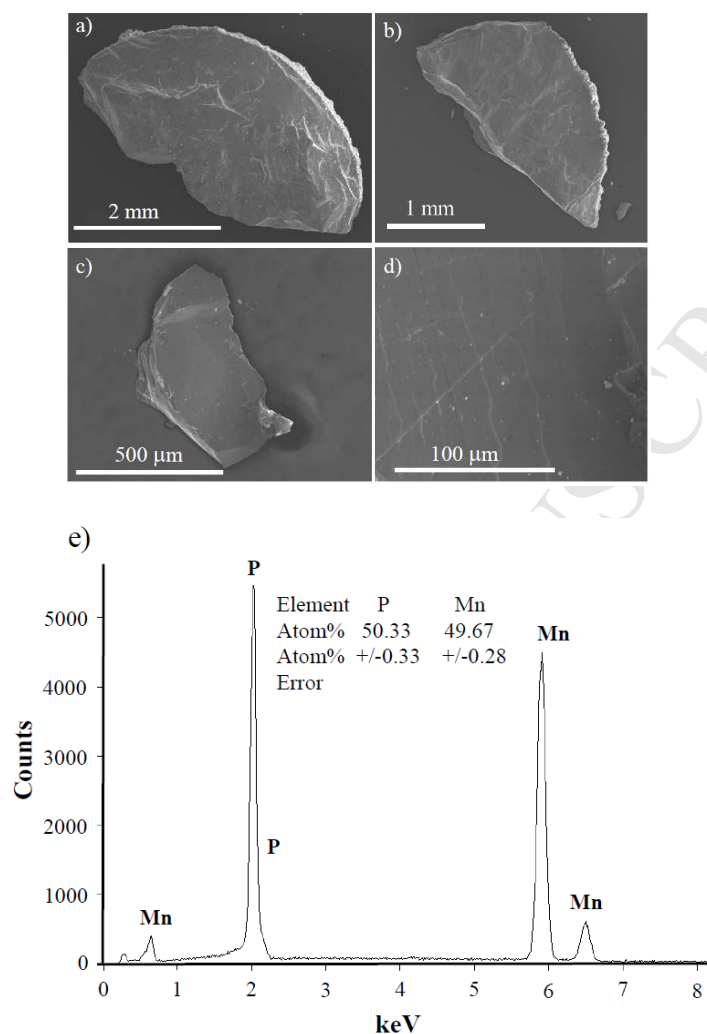 a)
b)
2 mm
1 mm
c)
d)
500 µm
100 µm
e)
P
Element P Mn
Atom% 50.33 49.67
Atom% +/-0.33 +/-0.28
Error
Mn
P
Mn
Mn
Counts
5000
4000
3000
2000
1000
0
0 1 2 3 4 5 6 7 8
keV